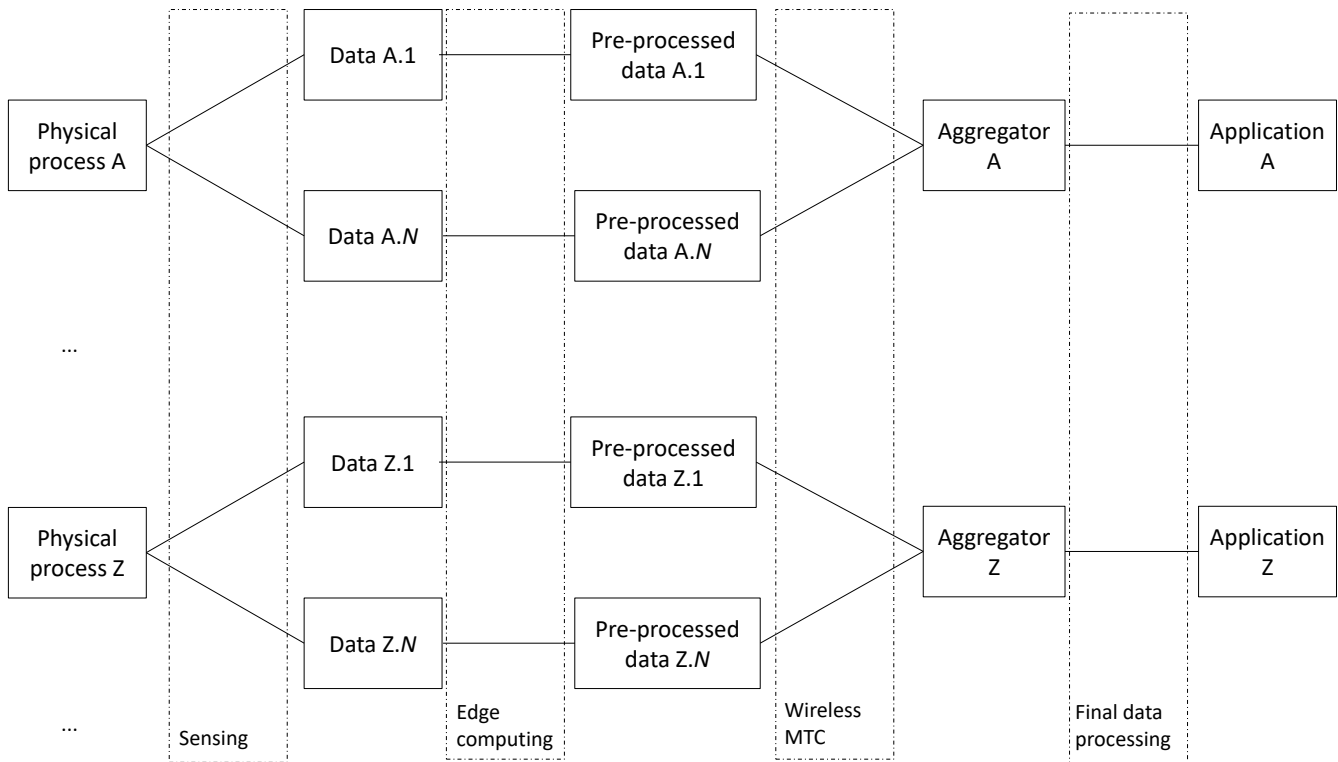 Data A.1
Pre-processed
data A.1
Physical
process A
Aggregator
A
Application
A
Data A.N
Pre-processed
data A.N
...
Data Z.1
Pre-processed
data Z.1
Physical
process Z
Aggregator
Z
Application
Z
Data Z.N
Pre-processed
data Z.N
...
Sensing
Edge
computing
Wireless
MTC
Final data
processing